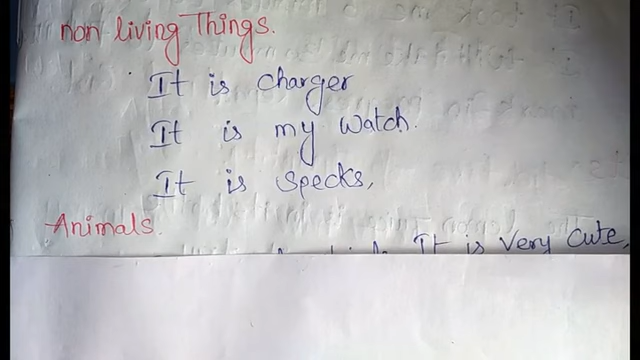 non living Things.
It is charger
It is my watch.
It is specks,
Animals.
It is very cute,